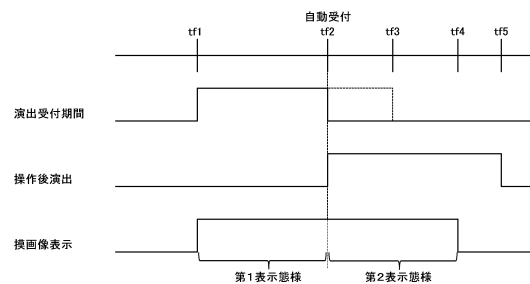 自動受付
tf1 tf2 tf3 tf4 tf5
演出受付期間
操作後演出
摸画像表示
第1表示態様 第2表示態様